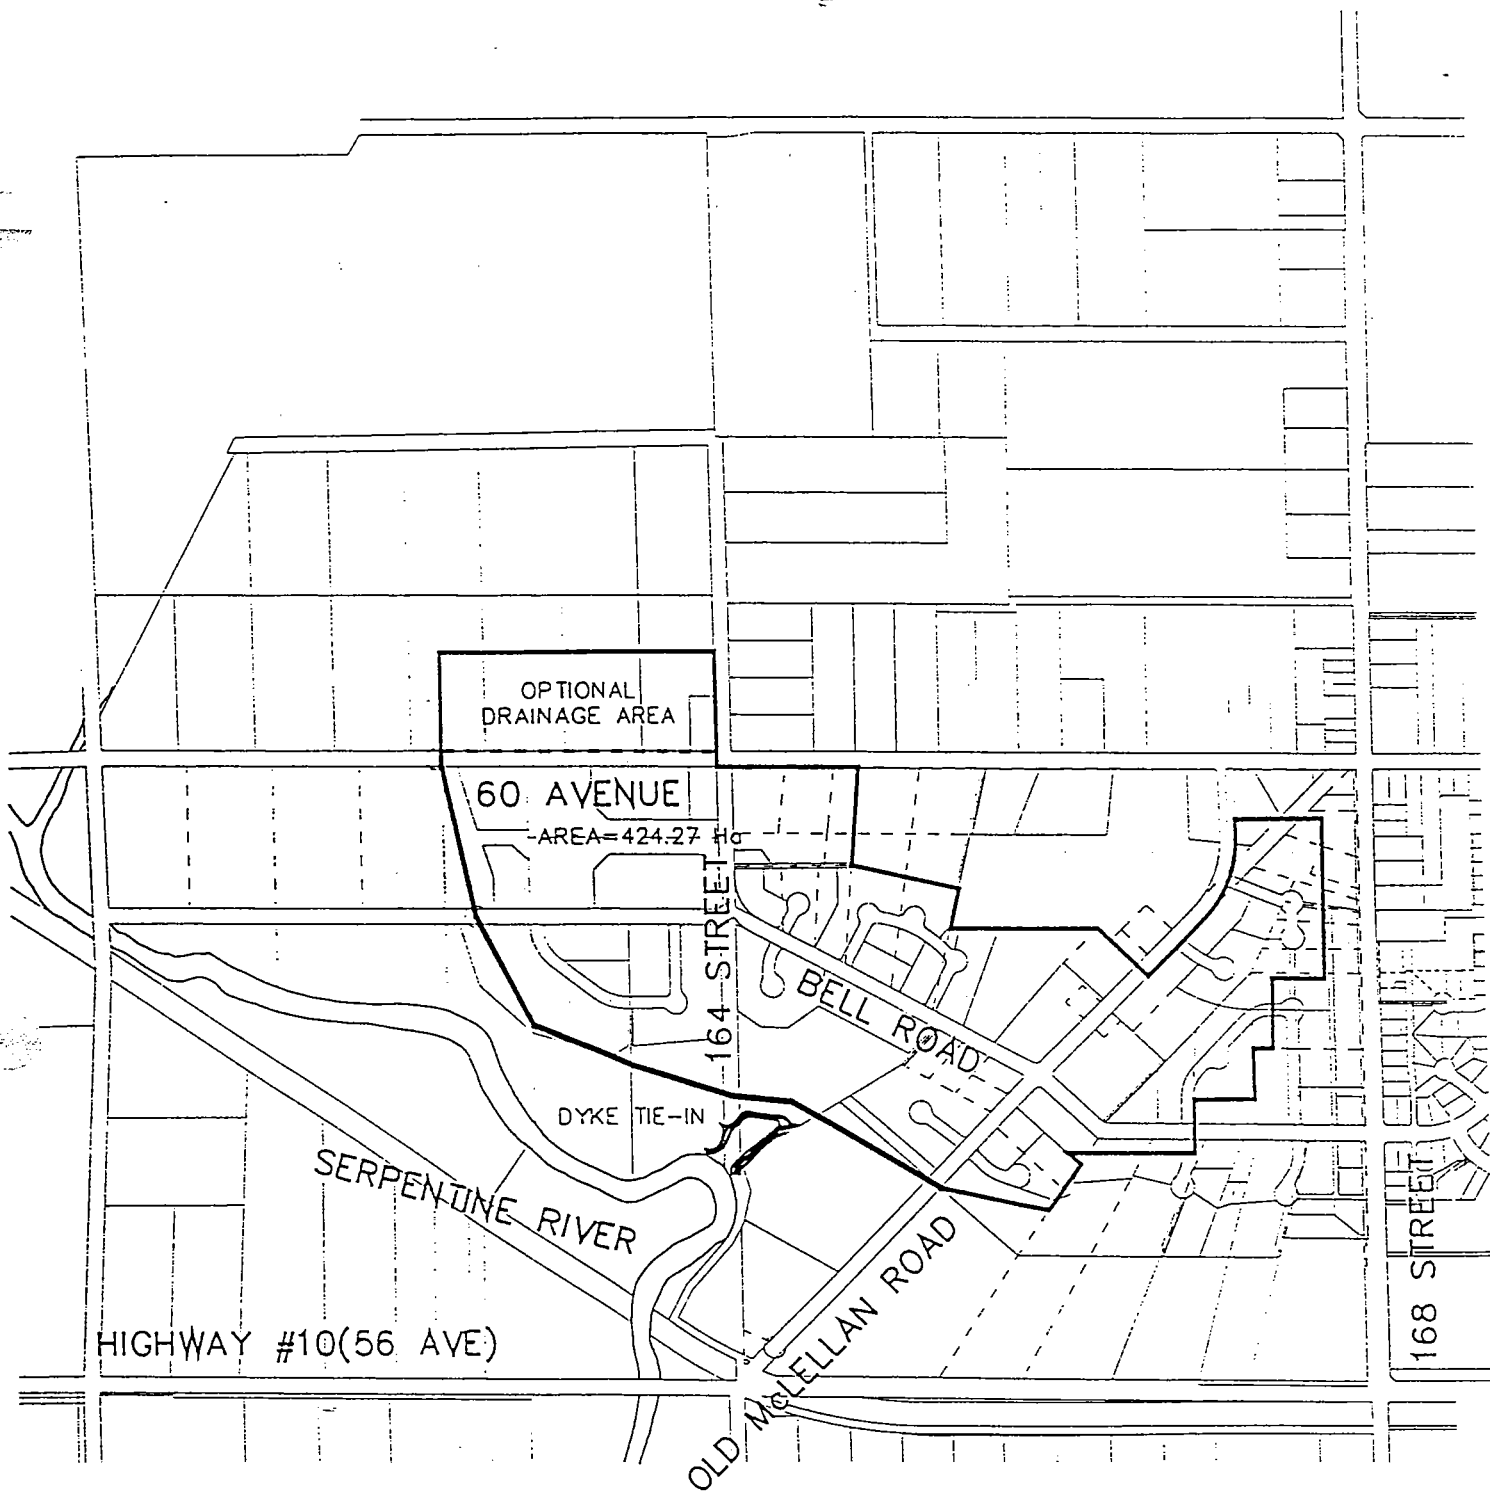 OPTIONAL
DRAINAGE AREA
60 AVENUE
AREA=424.27 Ha
164 STREET
BELL ROAD
DYKE TIE-IN
SERPENTINE RIVER
OLD McLELLAN ROAD
168 STREET
HIGHWAY #10(56 AVE)